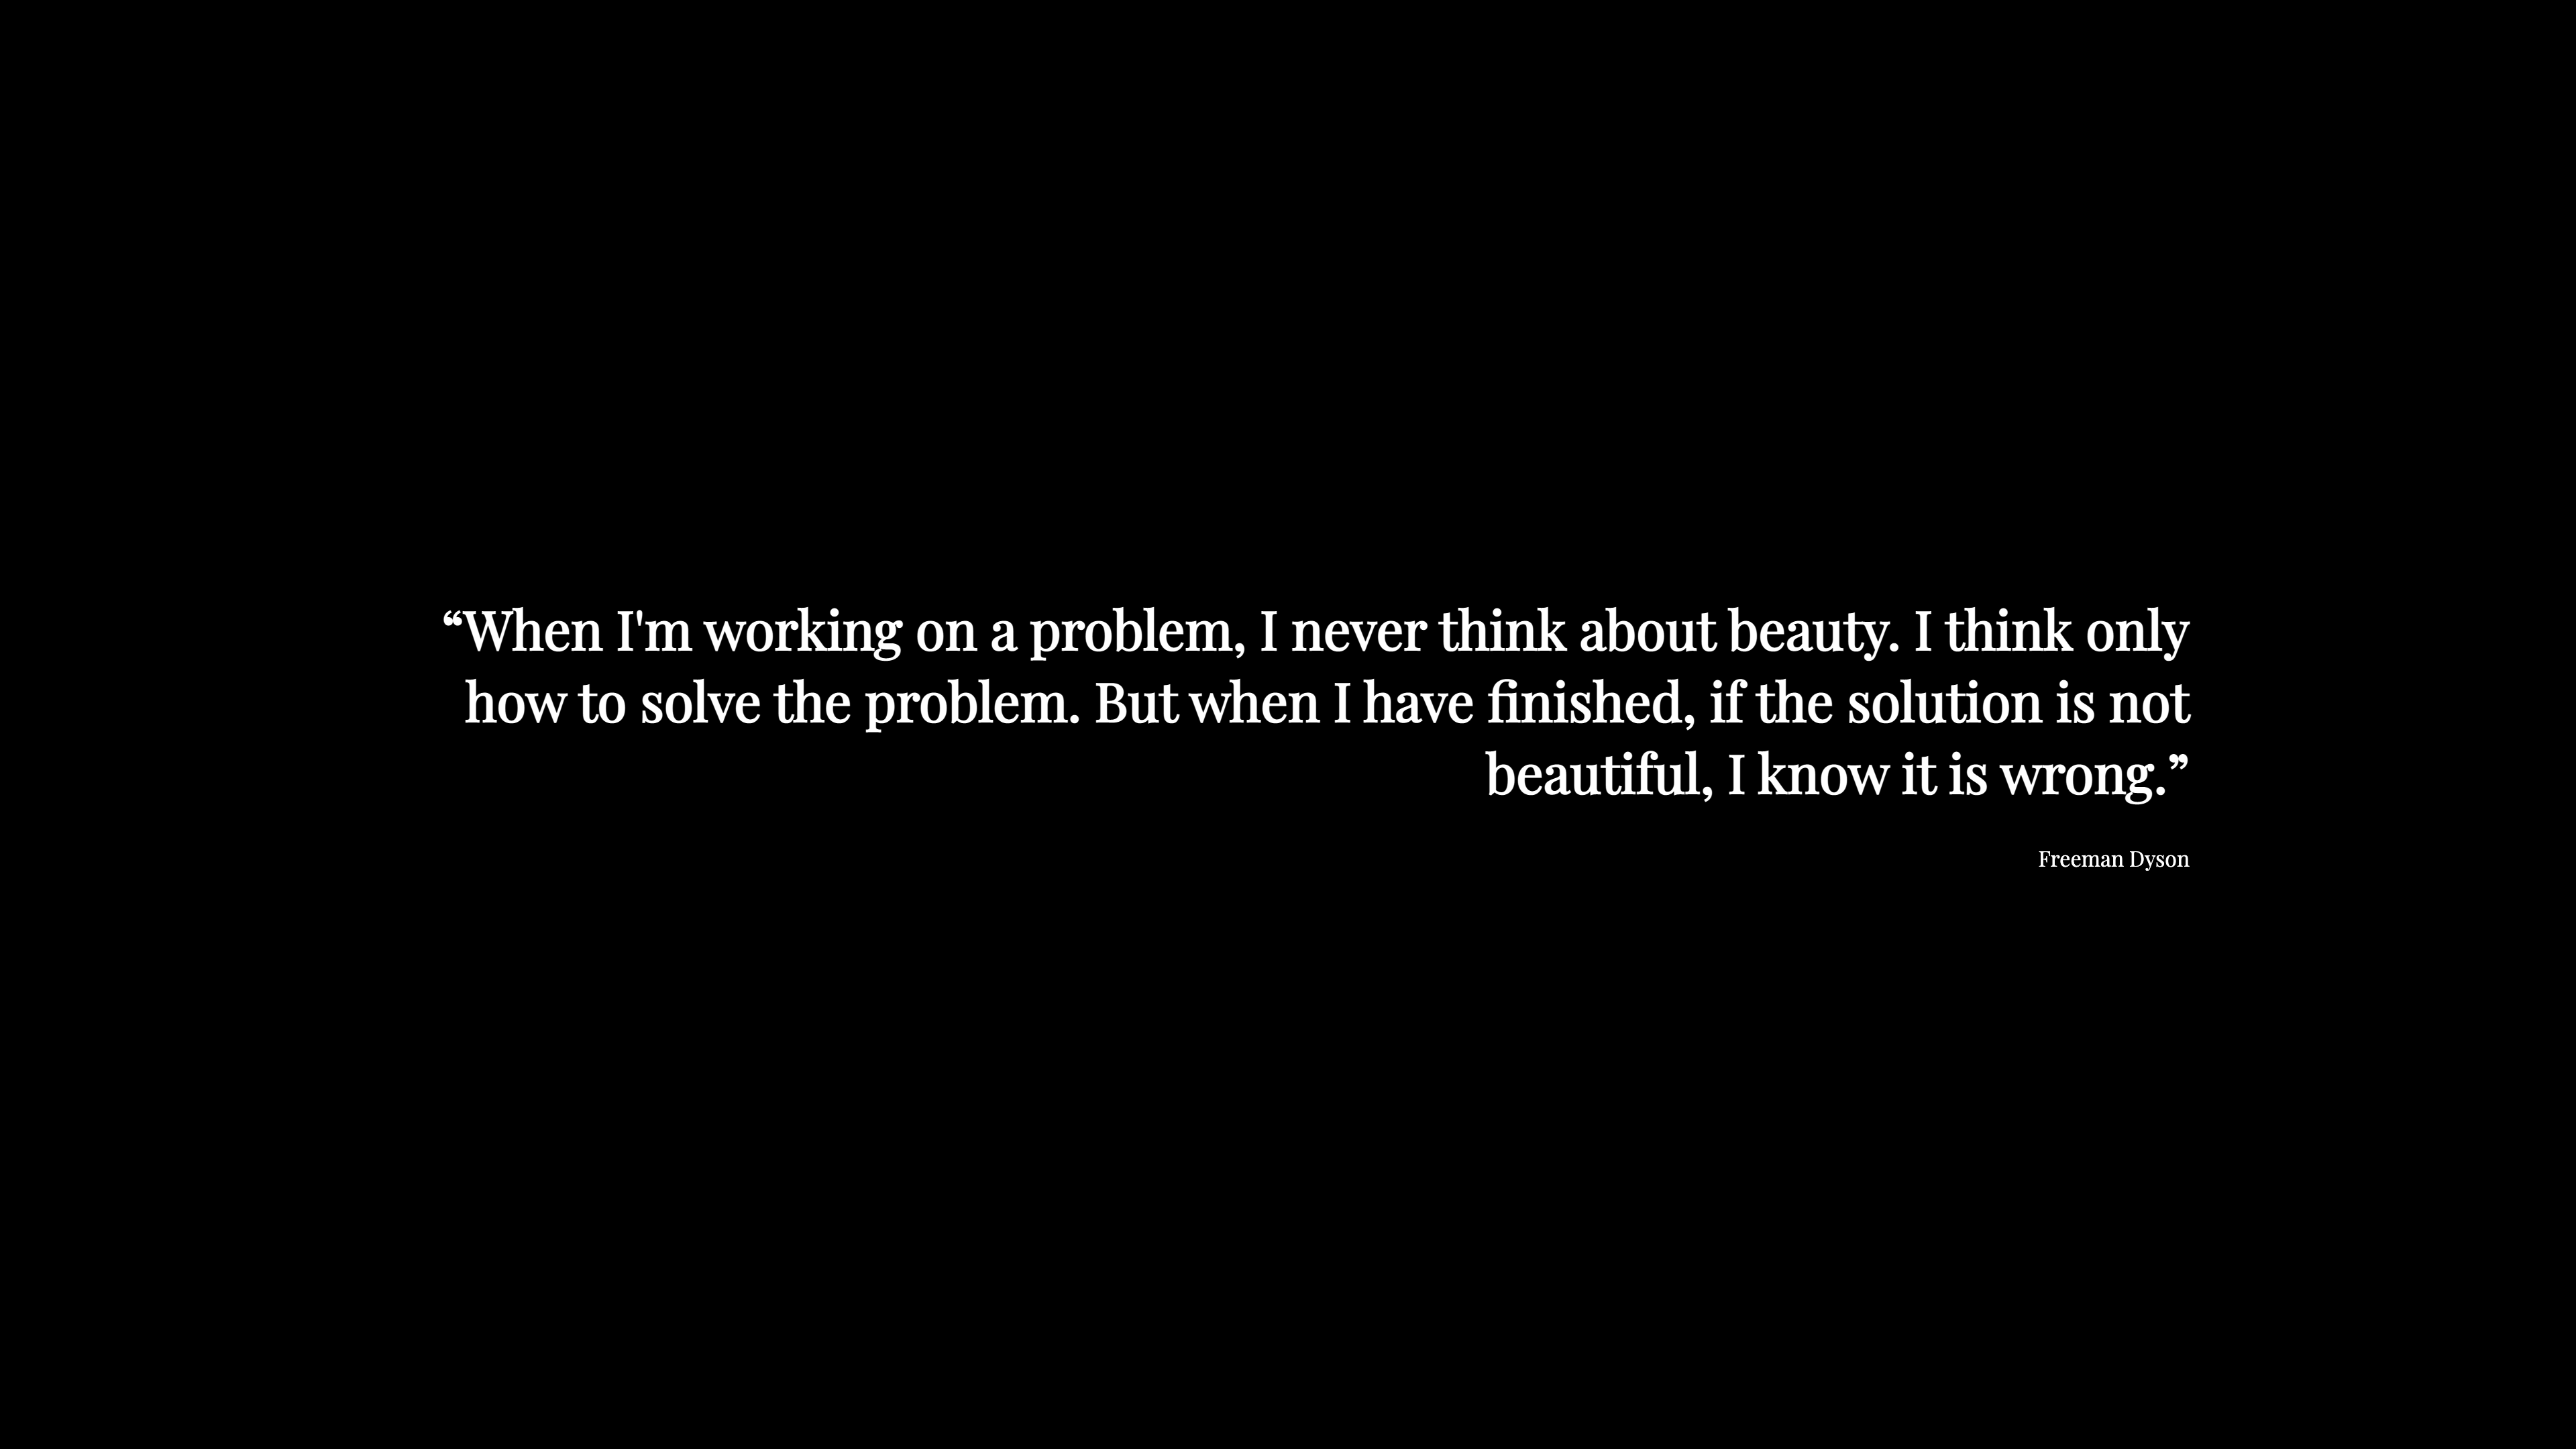 “When I'm working on a problem, I never think about beauty. I think only
how to solve the problem. But when I have finished, if the solution is not
beautiful, I know it is wrong.”
Freeman Dyson